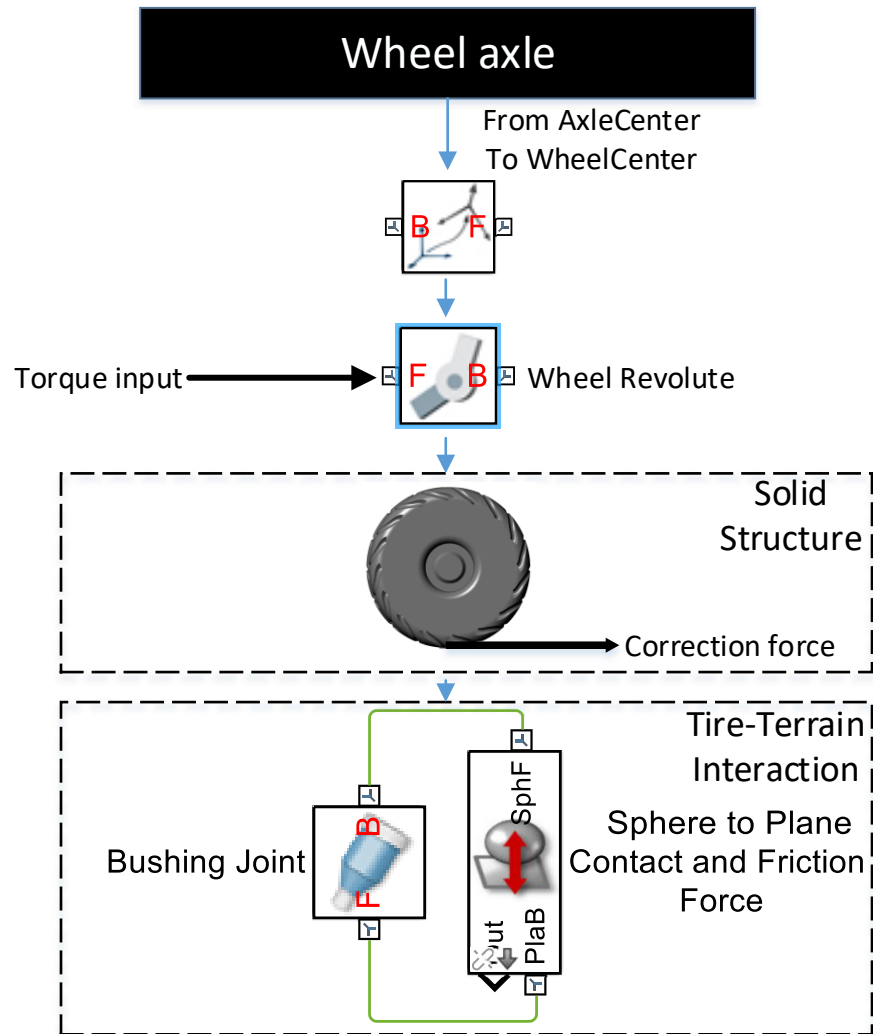 Wheel axle
From AxleCenter
To WheelCenter
B F
Torque input
F B
Wheel Revolute
Solid
Structure
Correction force
Tire-Terrain
Interaction
Bushing Joint
B
F
SphF
PlaB
Sphere to Plane
Contact and Friction
Force